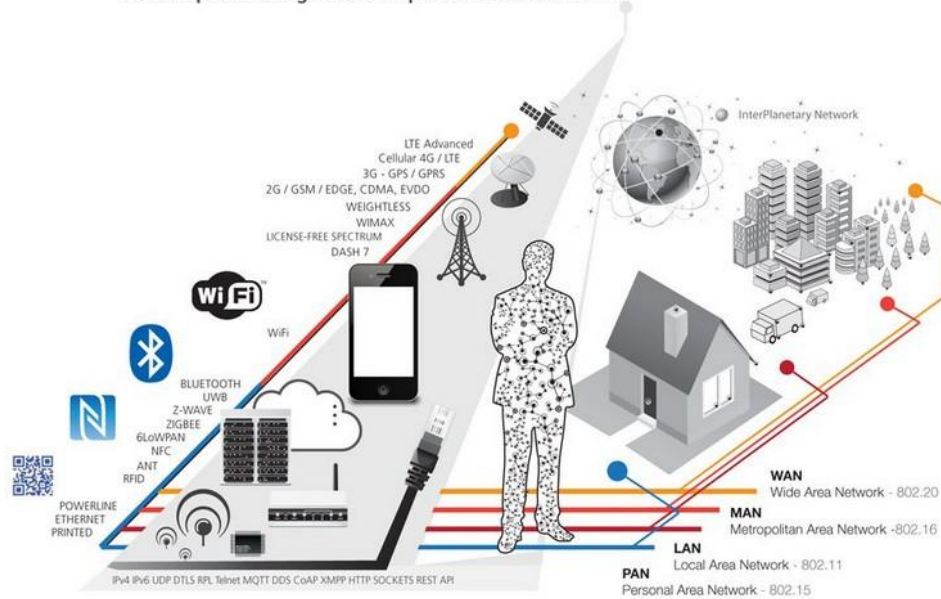 InterPlanetary Network
LTE Advanced
Cellular 4G / LTE
3G - GPS / GPRS
2G / GSM / EDGE, CDMA, EVDO
WEIGHTLESS
WIMAX
LICENSE-FREE SPECTRUM
DASH 7
WiFi
WiFi
BLUETOOTH
UWB
Z-WAVE
ZIGBEE
6LoWPAN
NFC
ANT
RFID
POWERLINE
ETHERNET
PRINTED
WAN
Wide Area Network - 802.20
MAN
Metropolitan Area Network -802.16
LAN
Local Area Network - 802.11
PAN
Personal Area Network - 802.15
IPv4 IPv6 UDP DTLS RPL Telnet MQTT DDS CoAP XMPP HTTP SOCKETS REST API